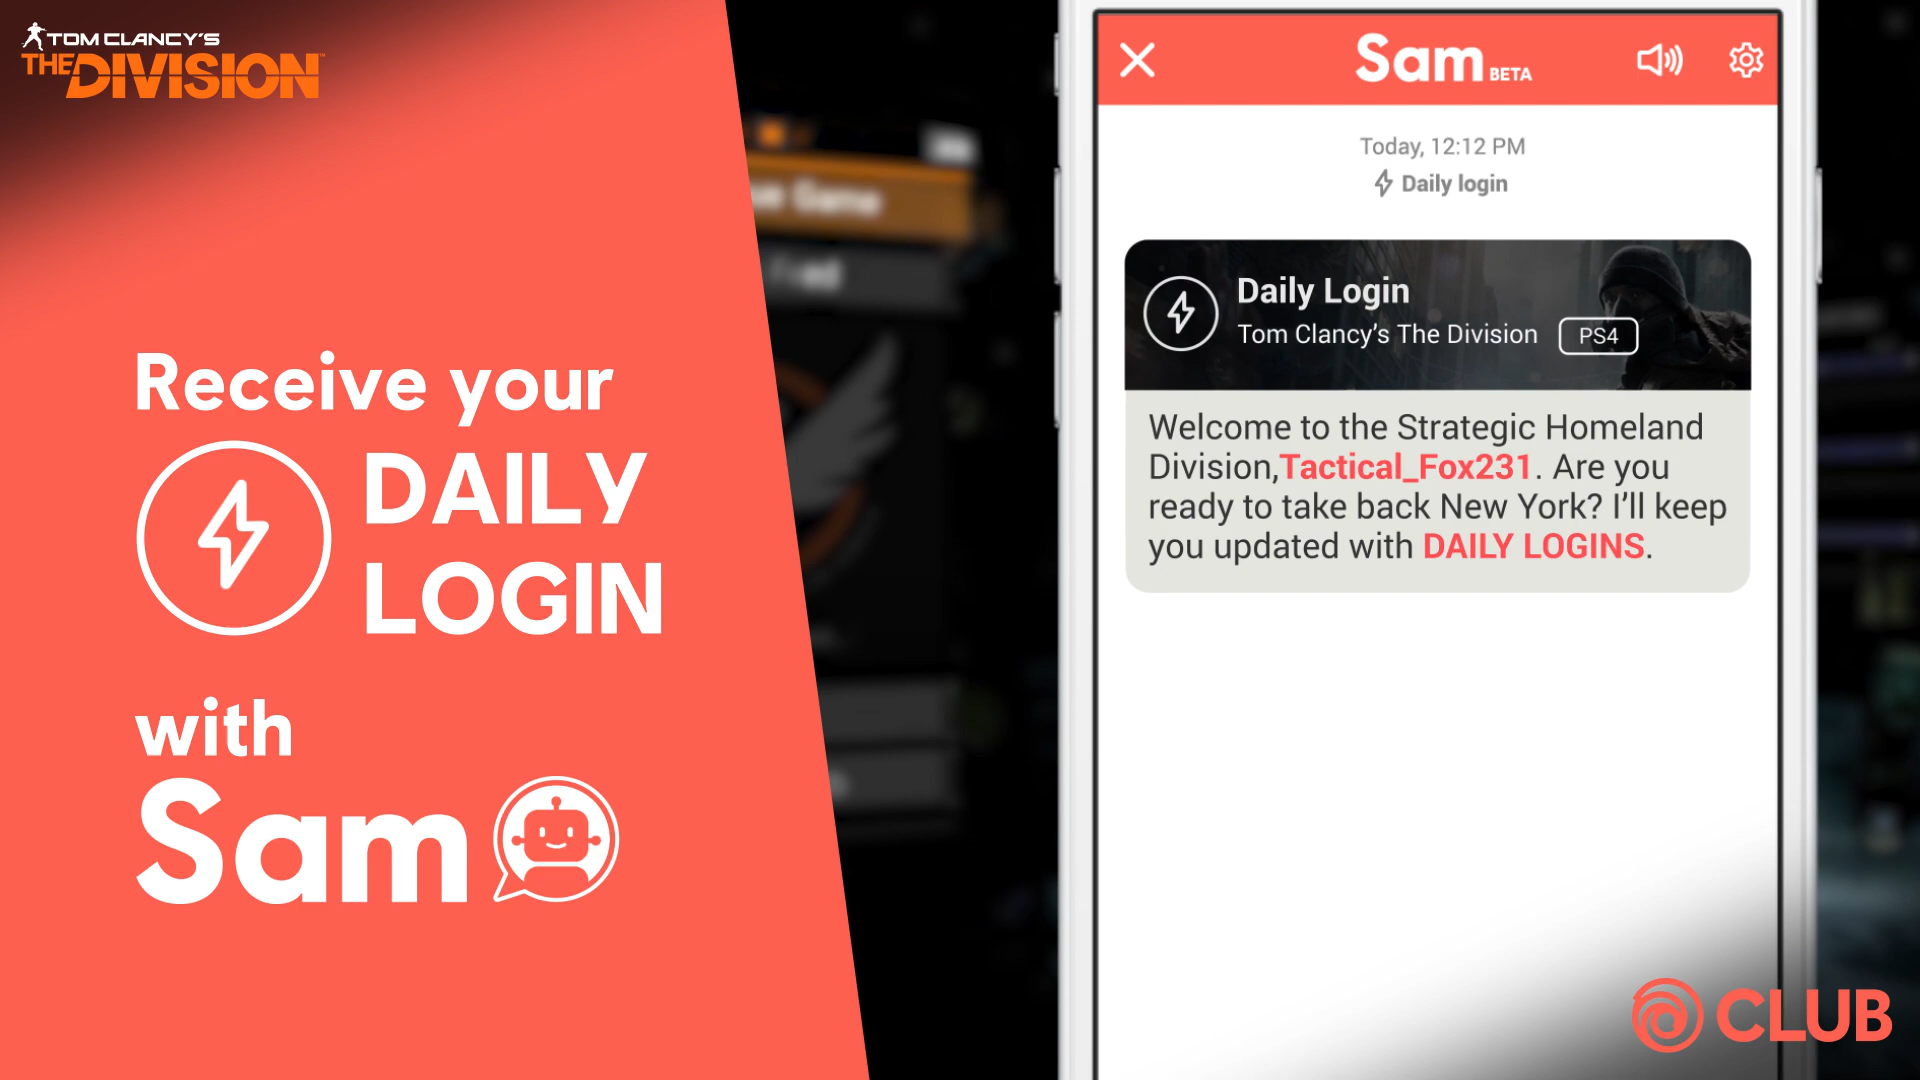 TOM CLANCY'S
THE DIVISION™
Receive your
DAILY
LOGIN
with
Sam
Sam BETA
Today, 12:12 PM
Daily login
Daily Login
Tom Clancy's The Division PS4
Welcome to the Strategic Homeland
Division,Tactical_Fox231. Are you
ready to take back New York? I'll keep
you updated with DAILY LOGINS.
Game
CLUB